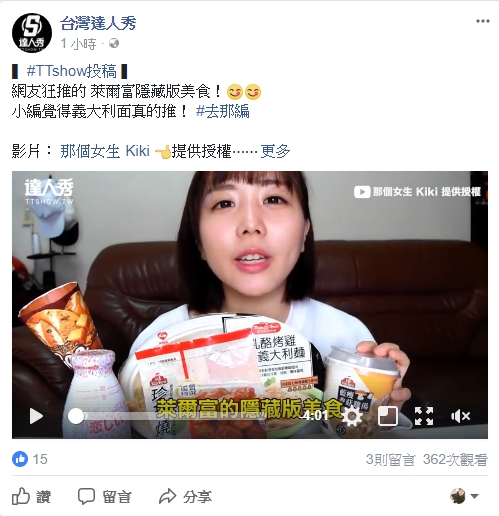 台灣達人秀
1 小時 ·
▌ #TTshow投稿 ▌
網友狂推的 萊爾富隱藏版美食！😋😋
小編覺得義大利面真的推！ #去那編
影片： 那個女生 Kiki 👈提供授權⋯⋯ 更多
達人秀
TTSHOW.TW
那個女生 Kiki 提供授權
乳酪烤雞
義大利麵
珍
燒
恋し
萊爾富的隱藏版美食
4:01
15
3則留言 362次觀看
讚 留言 分享